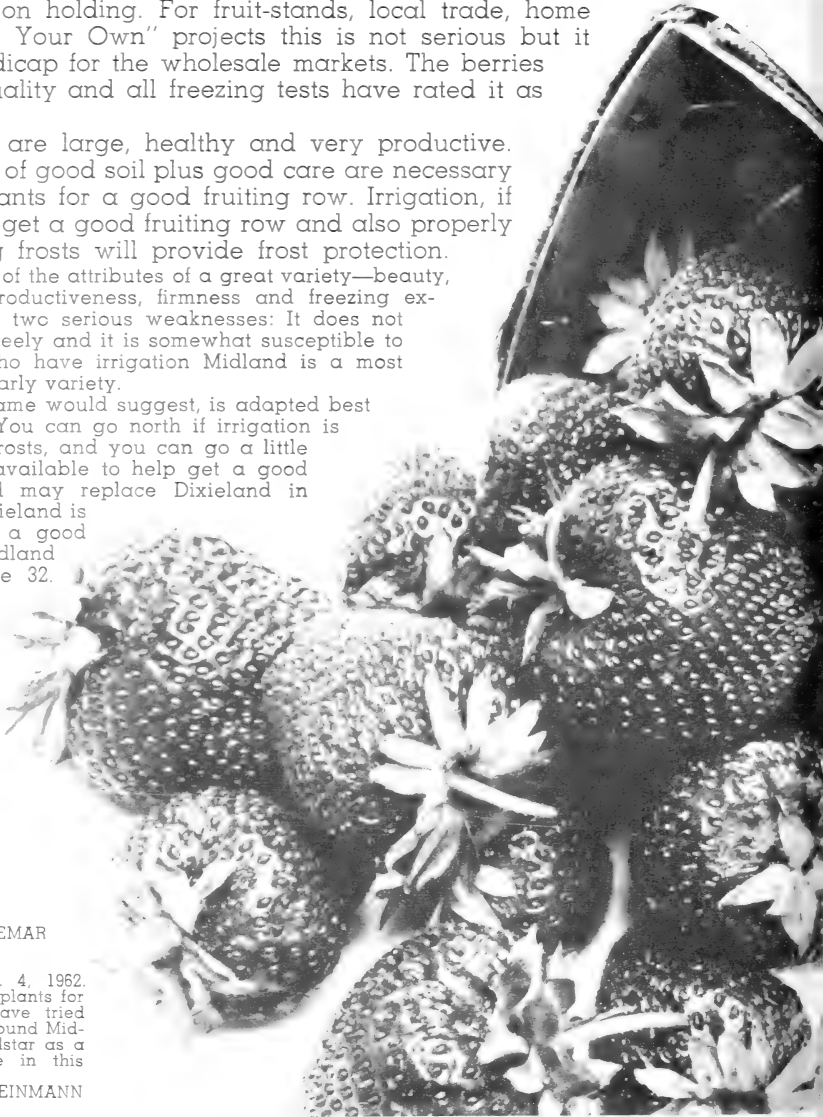 on holding. For fruit-stands, local trade, home
Your Own" projects this is not serious but it
dicap for the wholesale markets. The berries
uality and all freezing tests have rated it as
are large, healthy and very productive.
of good soil plus good care are necessary
ants for a good fruiting row. Irrigation, if
get a good fruiting row and also properly
g frosts will provide frost protection.
of the attributes of a great variety—beauty,
roductiveness, firmness and freezing ex-
two serious weaknesses: It does not
eely and it is somewhat susceptible to
ho have irrigation Midland is a most
arly variety.
ame would suggest, is adapted best
You can go north if irrigation is
rosts, and you can go a little
available to help get a good
d may replace Dixieland in
ieland is
a good
dland
e 32.
EMAR
. 4, 1962.
plants for
ave tried
ound Mid-
dstar as a
e in this
EINMANN